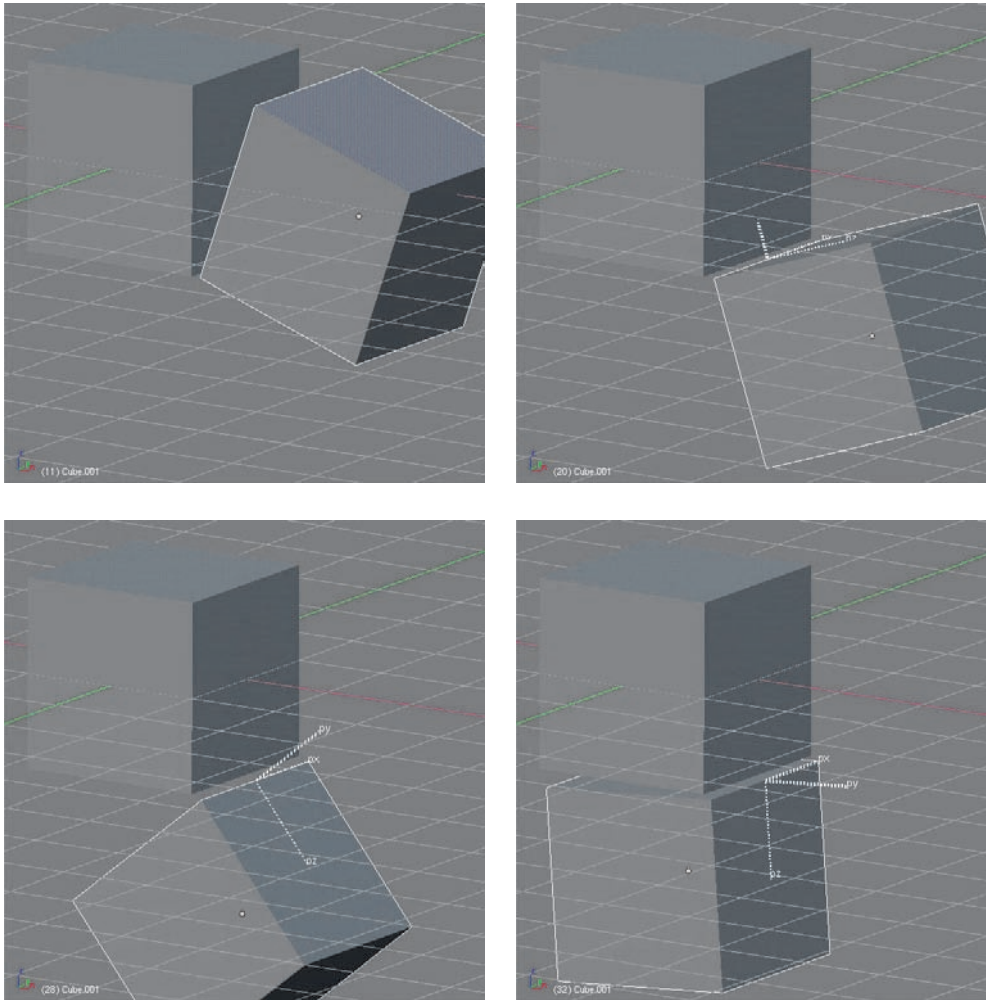 (11) Cube.001
px pz
(20) Cube.001
py
px
pz
(28) Cube.001
px
py
pz
(32) Cube.001